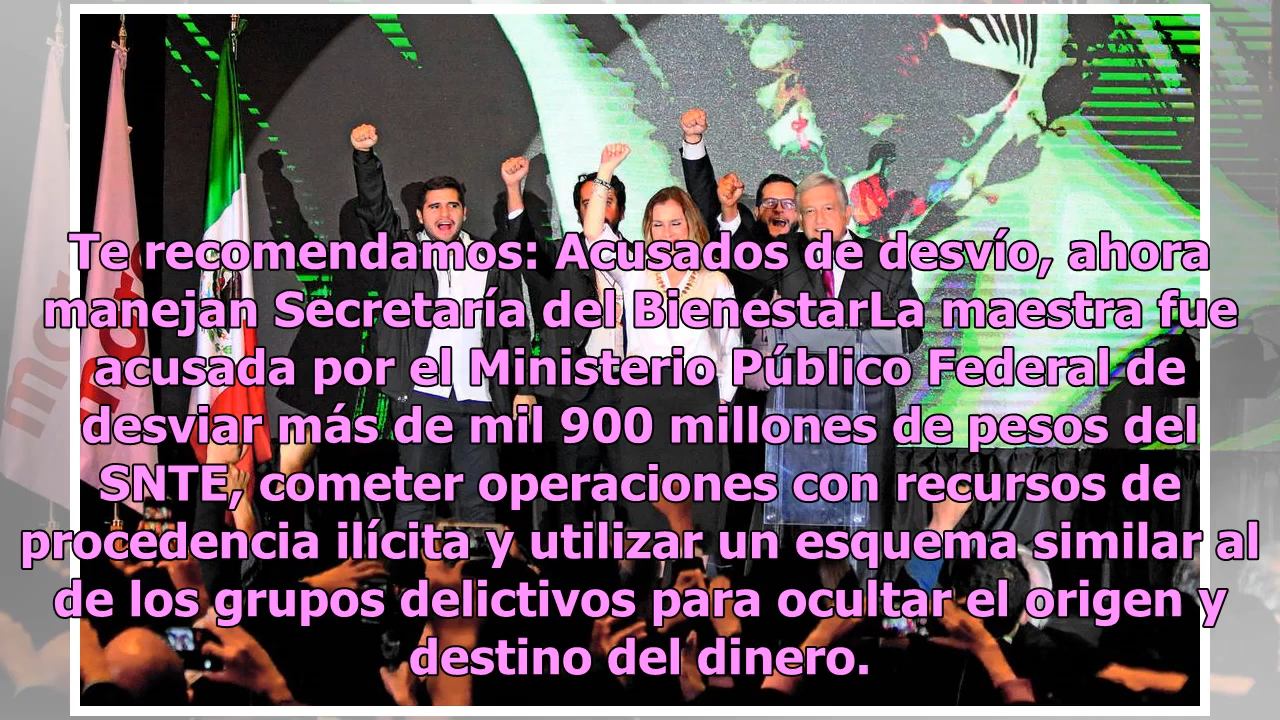 Te recomendamos: Acusados de desvío, ahora
manejan Secretaría del BienestarLa maestra fue
acusada por el Ministerio Público Federal de
desviar más de mil 900 millones de pesos del
SNTE, cometer operaciones con recursos de
procedencia ilícita y utilizar un esquema similar al
de los grupos delictivos para ocultar el origen y
destino del dinero.